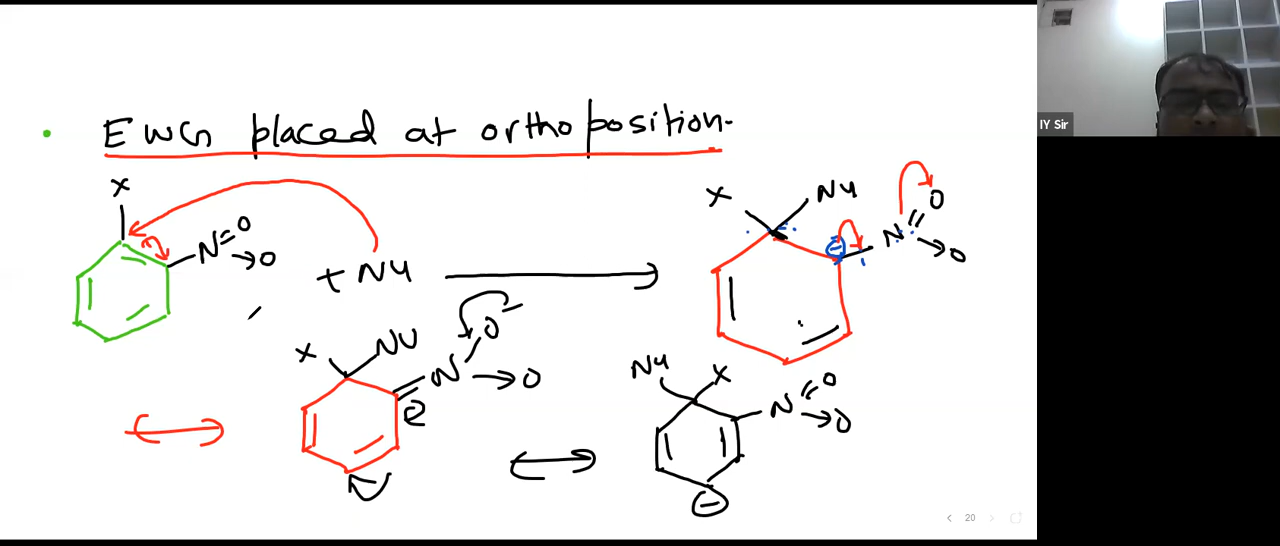 • EWG placed at ortho position.
X
N=O
→O
+ Nu
X Nu
⊖ N=O
→O
X Nu
N O⁻
→O
Nu X
N=O
→O
⊖
IY Sir
< 20 >